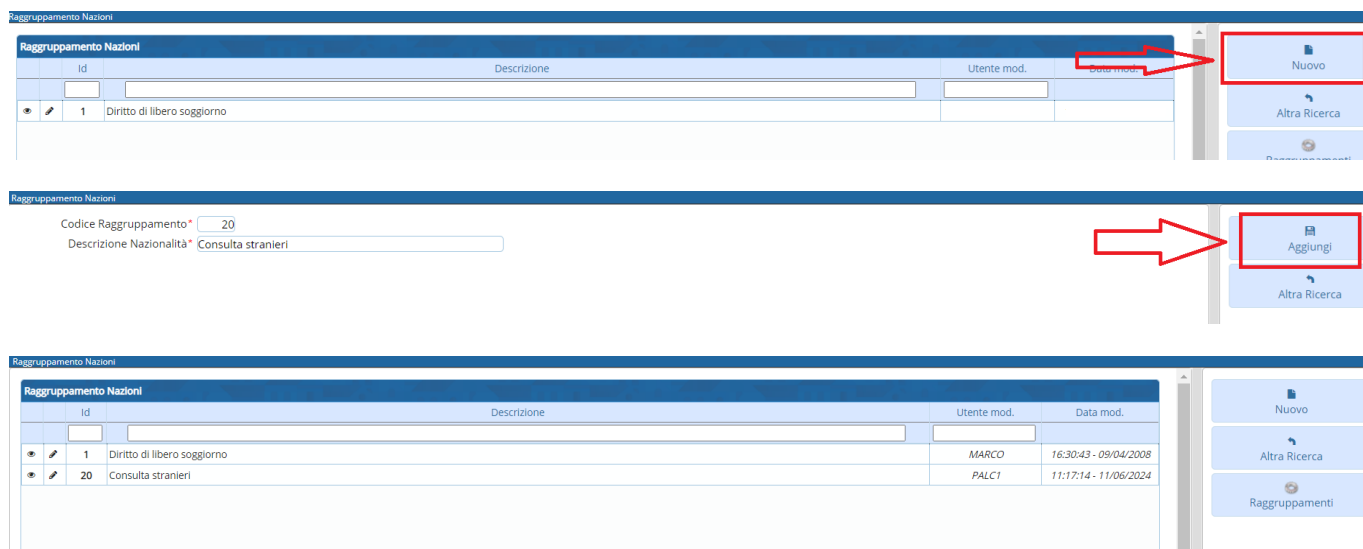 Raggruppamento Nazioni
Raggruppamento Nazioni
Id Descrizione Utente mod. Data mod.
1 Diritto di libero soggiorno
Nuovo
Altra Ricerca
Raggruppamenti
Raggruppamento Nazioni
Codice Raggruppamento* 20
Descrizione Nazionalità* Consulta stranieri
Aggiungi
Altra Ricerca
Raggruppamento Nazioni
Raggruppamento Nazioni
Id Descrizione Utente mod. Data mod.
1 Diritto di libero soggiorno MARCO 16:30:43 - 09/04/2008
20 Consulta stranieri PALC1 11:17:14 - 11/06/2024
Nuovo
Altra Ricerca
Raggruppamenti